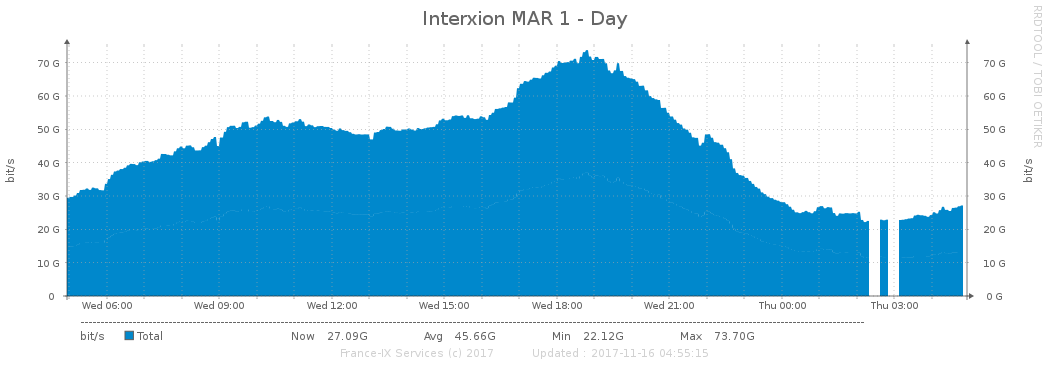 Interxion MAR 1 - Day
RRDTOOL / TOBI OETIKER
bit/s
70 G 70 G
60 G 60 G
50 G 50 G
40 G 40 G
30 G 30 G
20 G 20 G
10 G 10 G
0 0 G
bit/s
Wed 06:00 Wed 09:00 Wed 12:00 Wed 15:00 Wed 18:00 Wed 21:00 Thu 00:00 Thu 03:00
bit/s Total Now 27.09G Avg 45.66G Min 22.12G Max 73.70G
France-IX Services (c) 2017 Updated : 2017-11-16 04:55:15